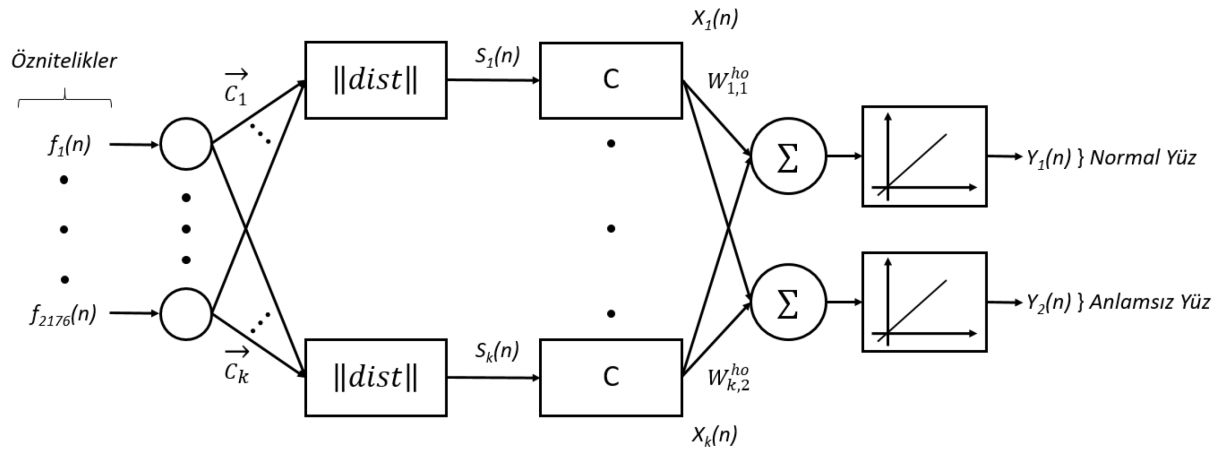 Öznitelikler
f₁(n)
f₂₁₇₆(n)
C₁
Cₖ
‖dist‖
‖dist‖
S₁(n)
Sₖ(n)
C
C
X₁(n)
Xₖ(n)
W₁,₁ʰᵒ
Wₖ,₂ʰᵒ
Σ
Σ
Y₁(n) } Normal Yüz
Y₂(n) } Anlamsız Yüz